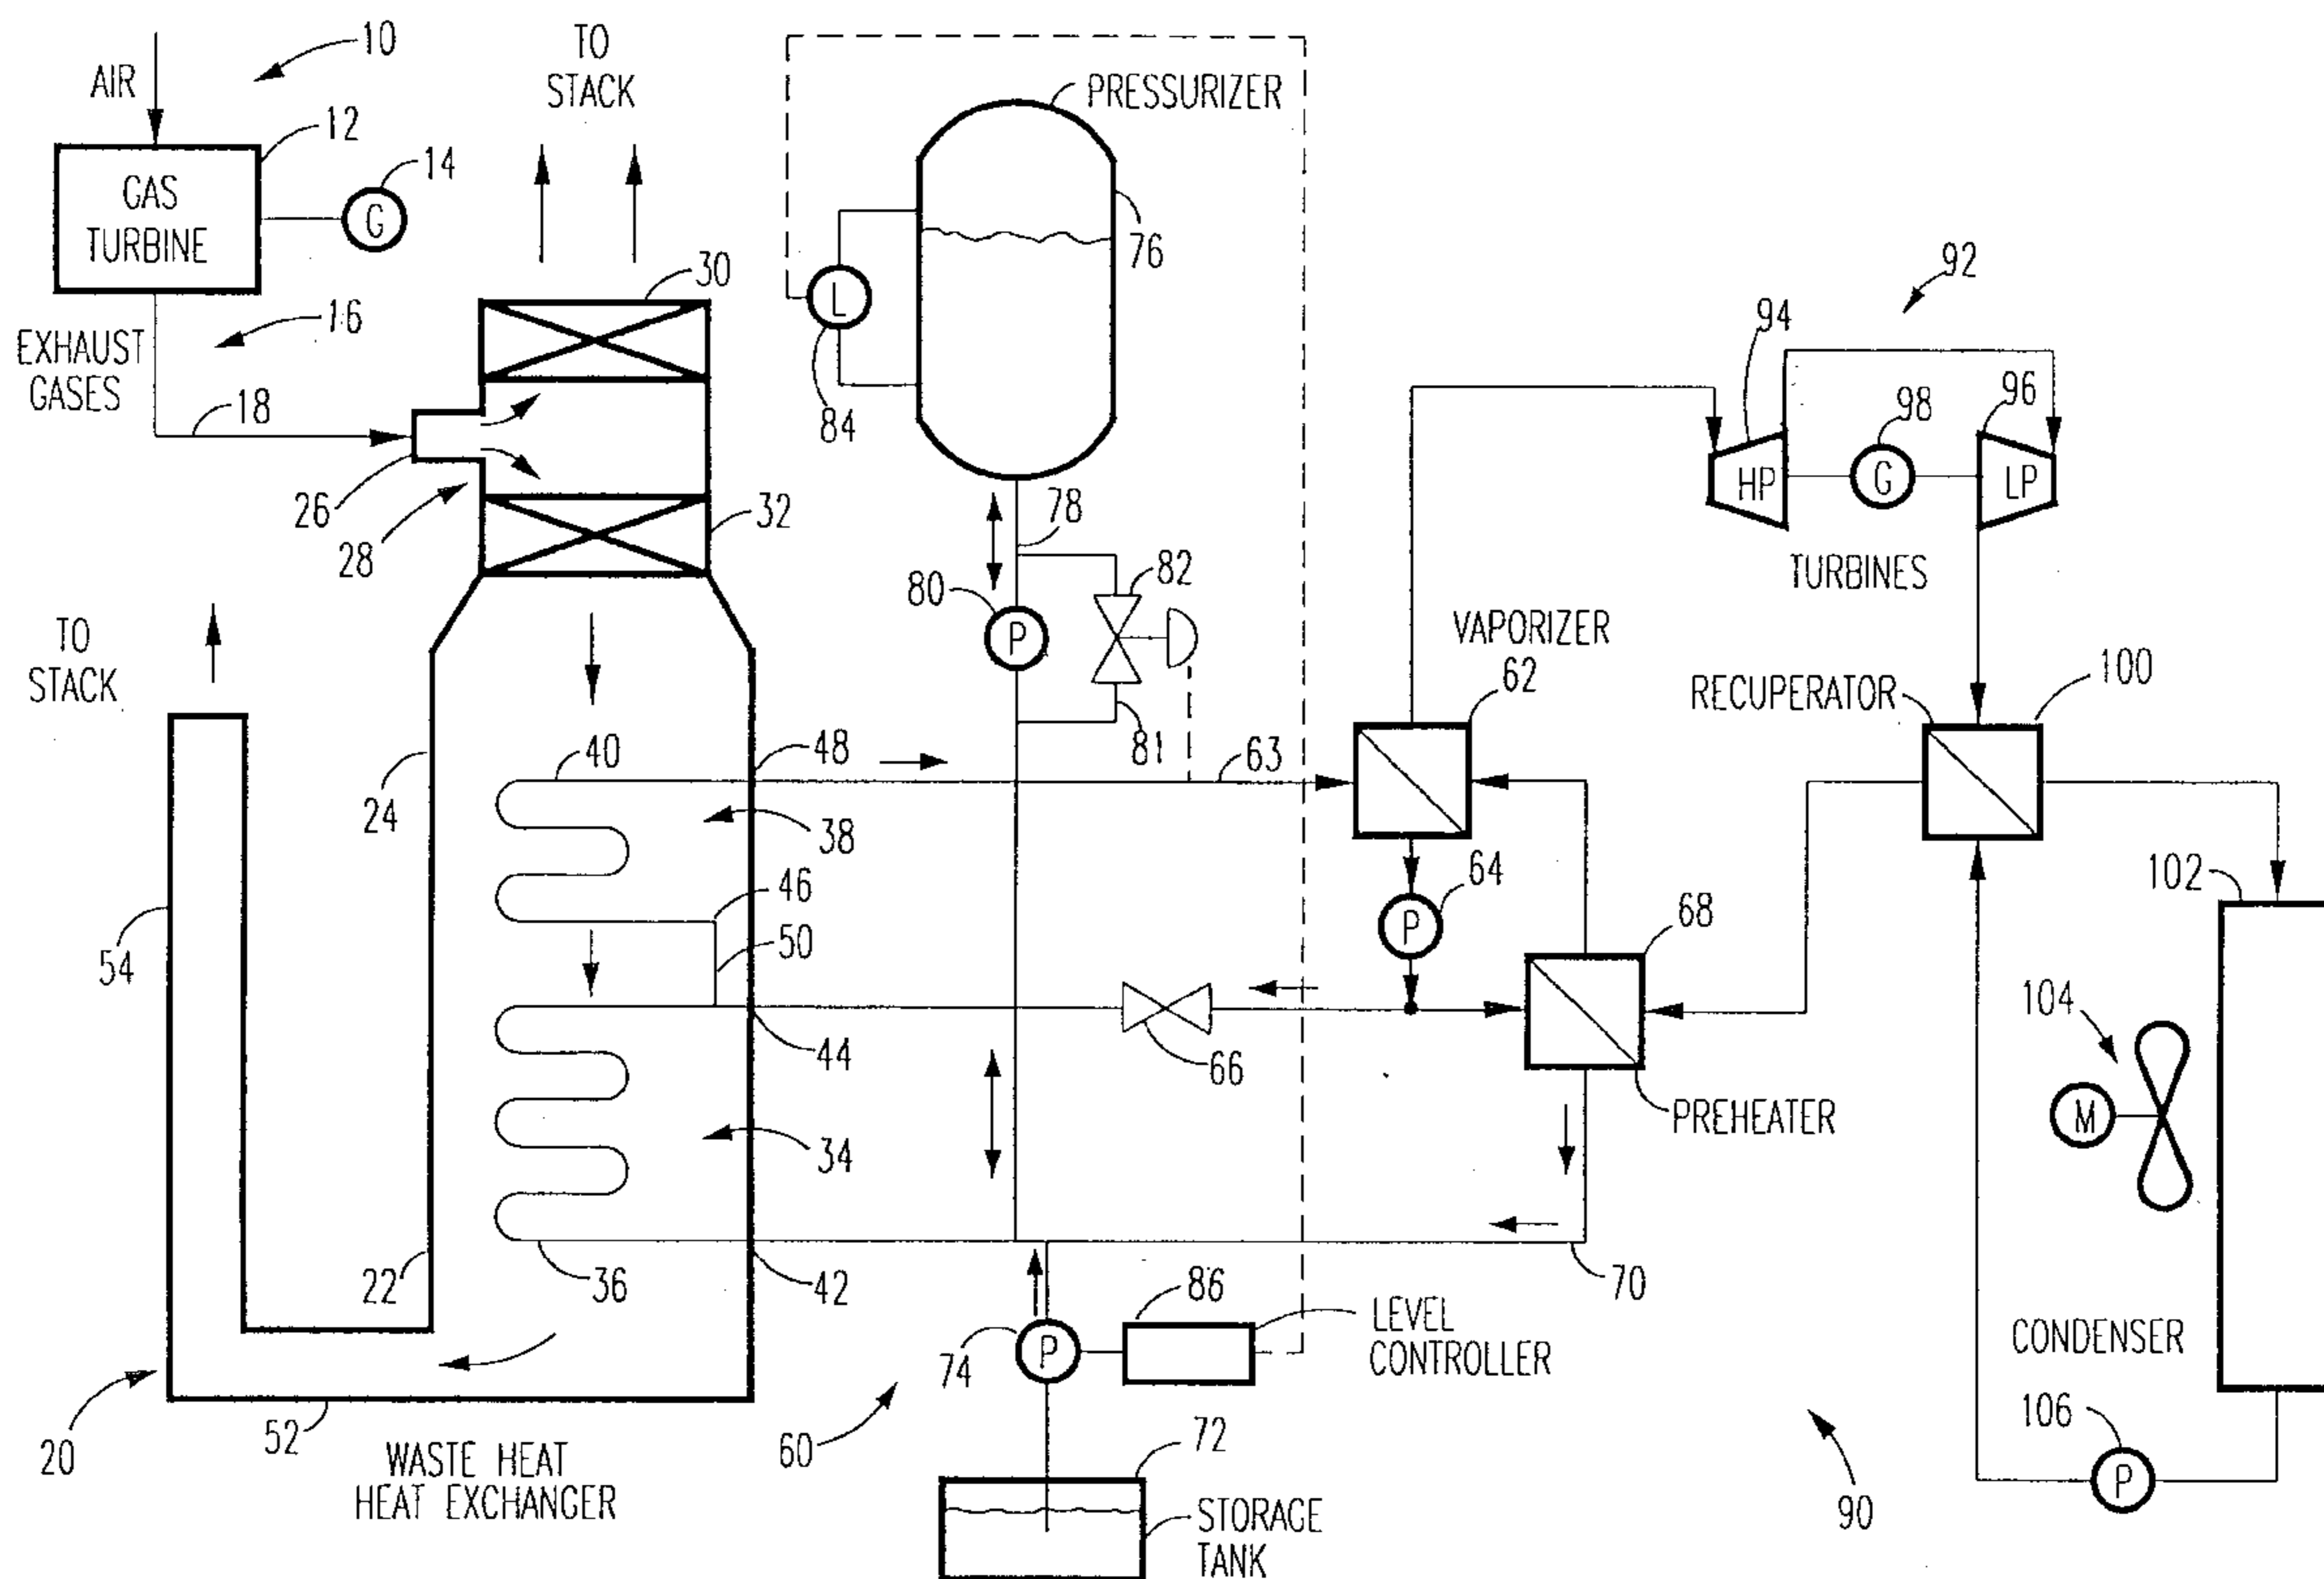 10
AIR
TO
STACK
PRESSURIZER
12
14
GAS
TURBINE
G
76
30
L
16
EXHAUST
GASES
18
84
92
94
96
98
HP
G
LP
TURBINES
26
28
32
78
80
82
P
81
TO
STACK
VAPORIZER
62
RECUPERATOR
100
40
48
63
24
38
46
64
P
68
102
50
54
44
66
104
M
PREHEATER
34
22
36
42
86
70
LEVEL
CONTROLLER
74
P
CONDENSER
20
52
60
72
106
P
WASTE HEAT
HEAT EXCHANGER
STORAGE
TANK
90